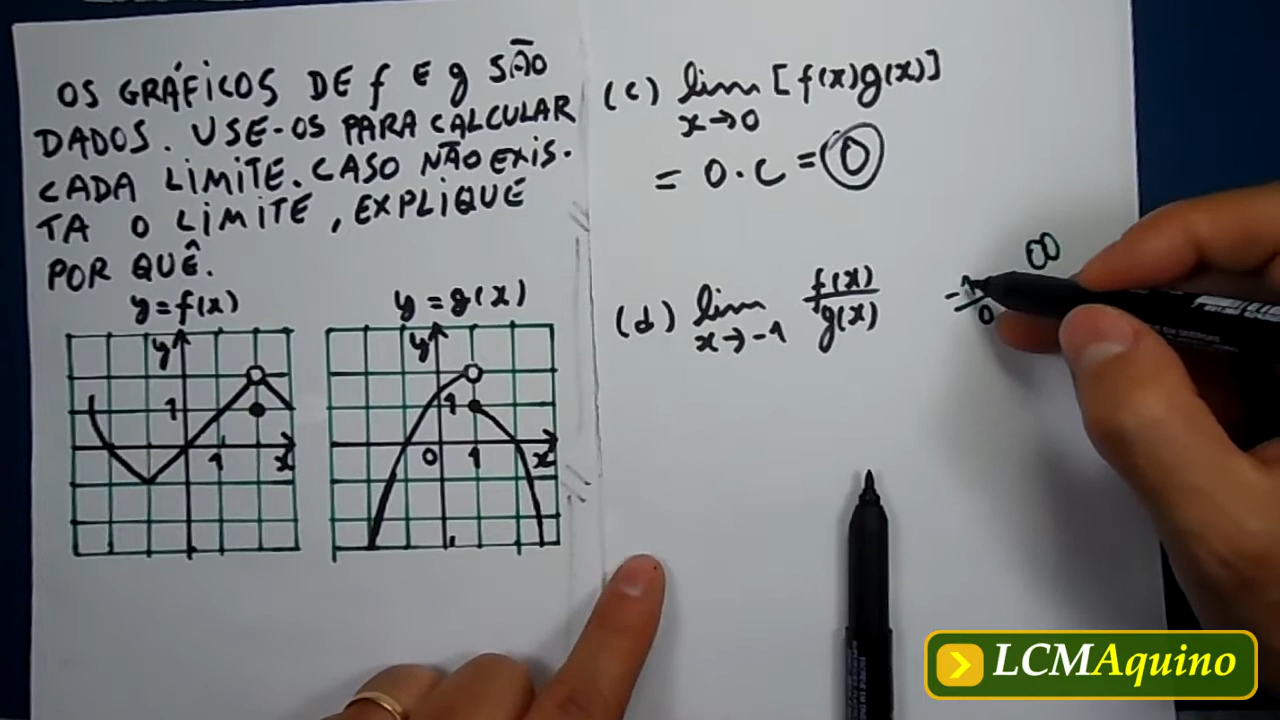 OS GRÁFICOS DE f E g SÃO
DADOS. USE-OS PARA CALCULAR
CADA LIMITE. CASO NÃO EXIS-
TA O LIMITE, EXPLIQUE
POR QUÊ.
y=f(x)
y
1
1
x
y=g(x)
y
1
0
1
x
(c) lim [f(x)g(x)]
x→0
= 0·C = 0
(d) lim f(x)/g(x)
x→-1
-1/0
∞
LCMAquino